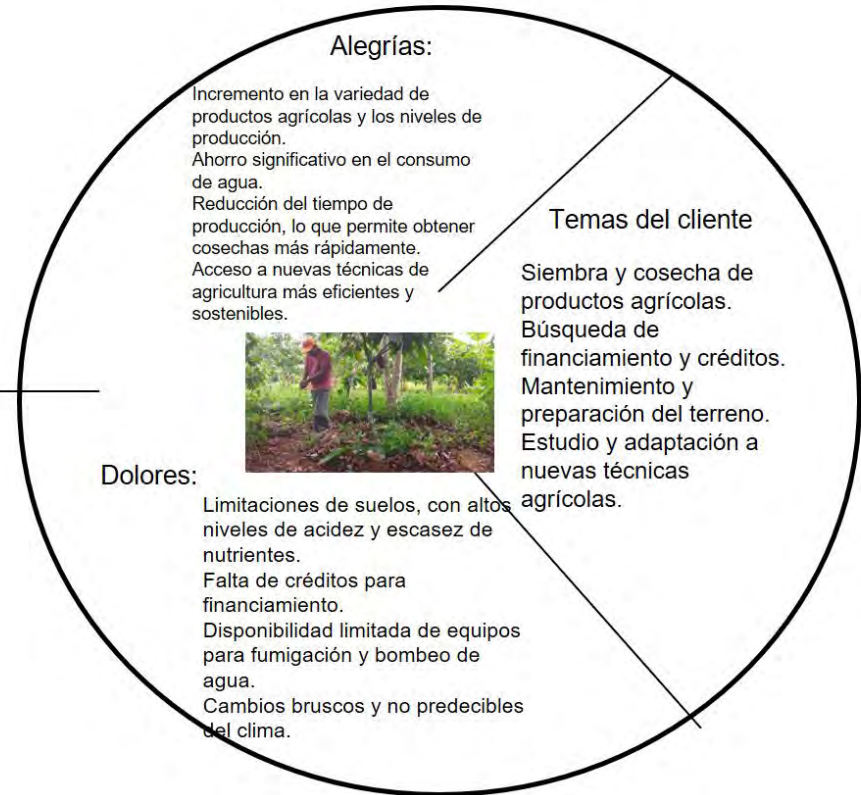 Alegrías:
Incremento en la variedad de
productos agrícolas y los niveles de
producción.
Ahorro significativo en el consumo
de agua.
Reducción del tiempo de
producción, lo que permite obtener
cosechas más rápidamente.
Acceso a nuevas técnicas de
agricultura más eficientes y
sostenibles.
Temas del cliente
Siembra y cosecha de
productos agrícolas.
Búsqueda de
financiamiento y créditos.
Mantenimiento y
preparación del terreno.
Estudio y adaptación a
nuevas técnicas
agrícolas.
Dolores:
Limitaciones de suelos, con altos
niveles de acidez y escasez de
nutrientes.
Falta de créditos para
financiamiento.
Disponibilidad limitada de equipos
para fumigación y bombeo de
agua.
Cambios bruscos y no predecibles
del clima.